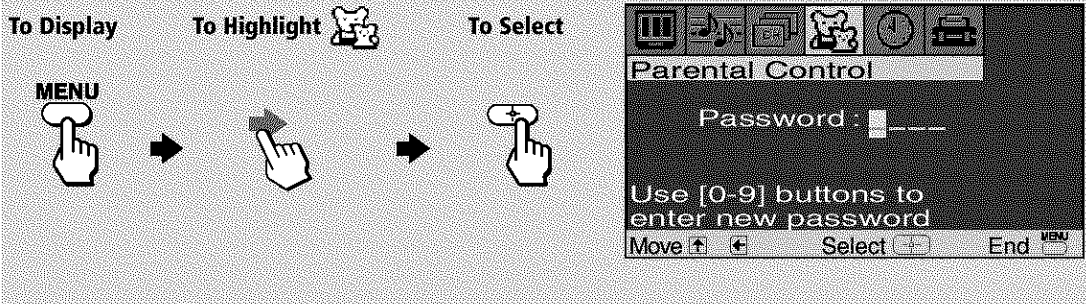 To Display
To Highlight
To Select
MENU
CH
Parental Control
Password :
Use [0-9] buttons to
enter new password
Move Select End MENU